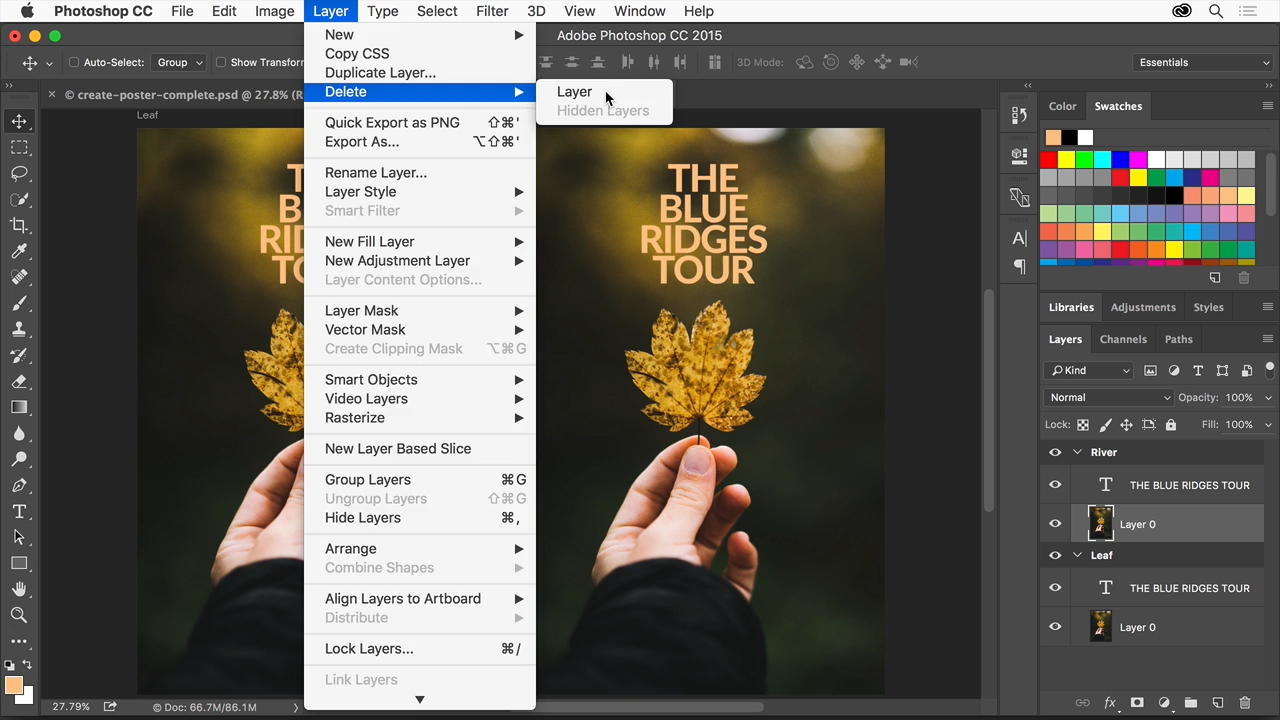 Photoshop CC File Edit Image Layer Type Select Filter 3D View Window Help
Adobe Photoshop CC 2015
Auto-Select: Group Show Transfor 3D Mode: Essentials
× © create-poster-complete.psd @ 27.8% (R
Leaf
New
Copy CSS
Duplicate Layer...
Delete
Layer
Hidden Layers
Quick Export as PNG ⇧⌘'
Export As... ⌥⇧⌘'
Rename Layer...
Layer Style
Smart Filter
New Fill Layer
New Adjustment Layer
Layer Content Options...
Layer Mask
Vector Mask
Create Clipping Mask ⌥⌘G
Smart Objects
Video Layers
Rasterize
New Layer Based Slice
Group Layers ⌘G
Ungroup Layers ⇧⌘G
Hide Layers ⌘,
Arrange
Combine Shapes
Align Layers to Artboard
Distribute
Lock Layers... ⌘/
Link Layers
T
B
RI
TO
THE
BLUE
RIDGES
TOUR
Color Swatches
Libraries Adjustments Styles
Layers Channels Paths
Kind
Normal Opacity: 100%
Lock: Fill: 100%
River
T THE BLUE RIDGES TOUR
Layer 0
Leaf
T THE BLUE RIDGES TOUR
Layer 0
27.79% © Doc: 66.7M/86.1M